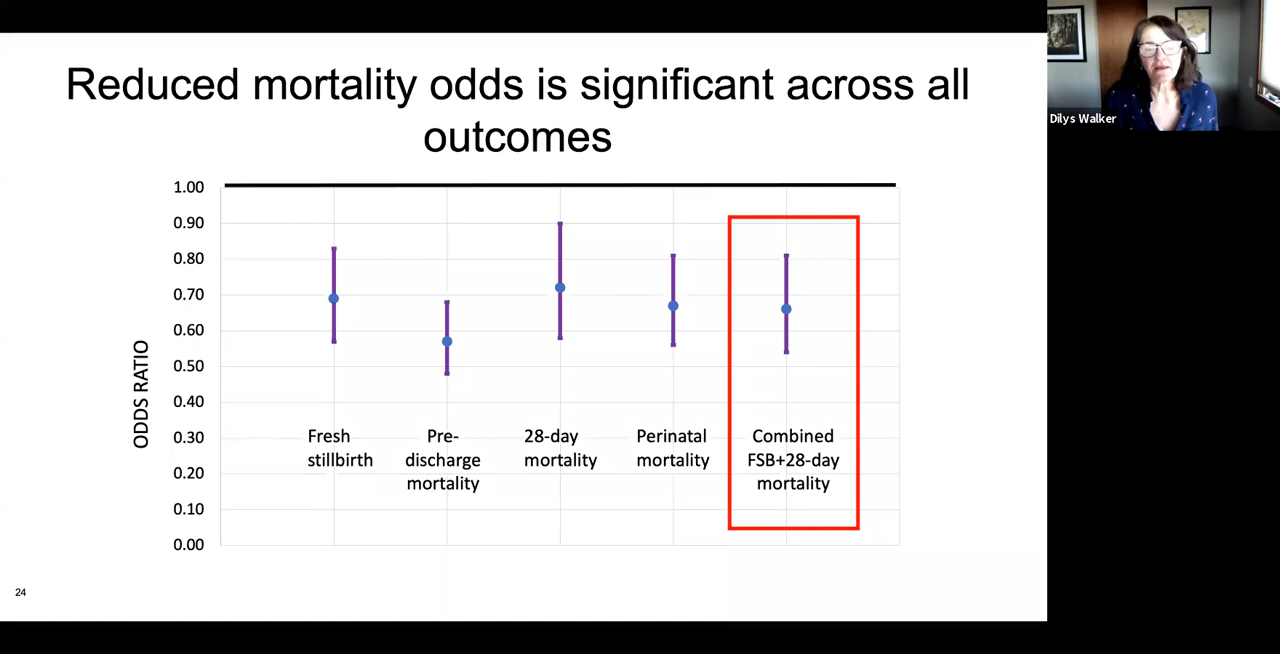 Reduced mortality odds is significant across all
outcomes
Dilys Walker
ODDS RATIO
1.00
0.90
0.80
0.70
0.60
0.50
0.40
0.30
0.20
0.10
0.00
Fresh
stillbirth
Pre-
discharge
mortality
28-day
mortality
Perinatal
mortality
Combined
FSB+28-day
mortality
24